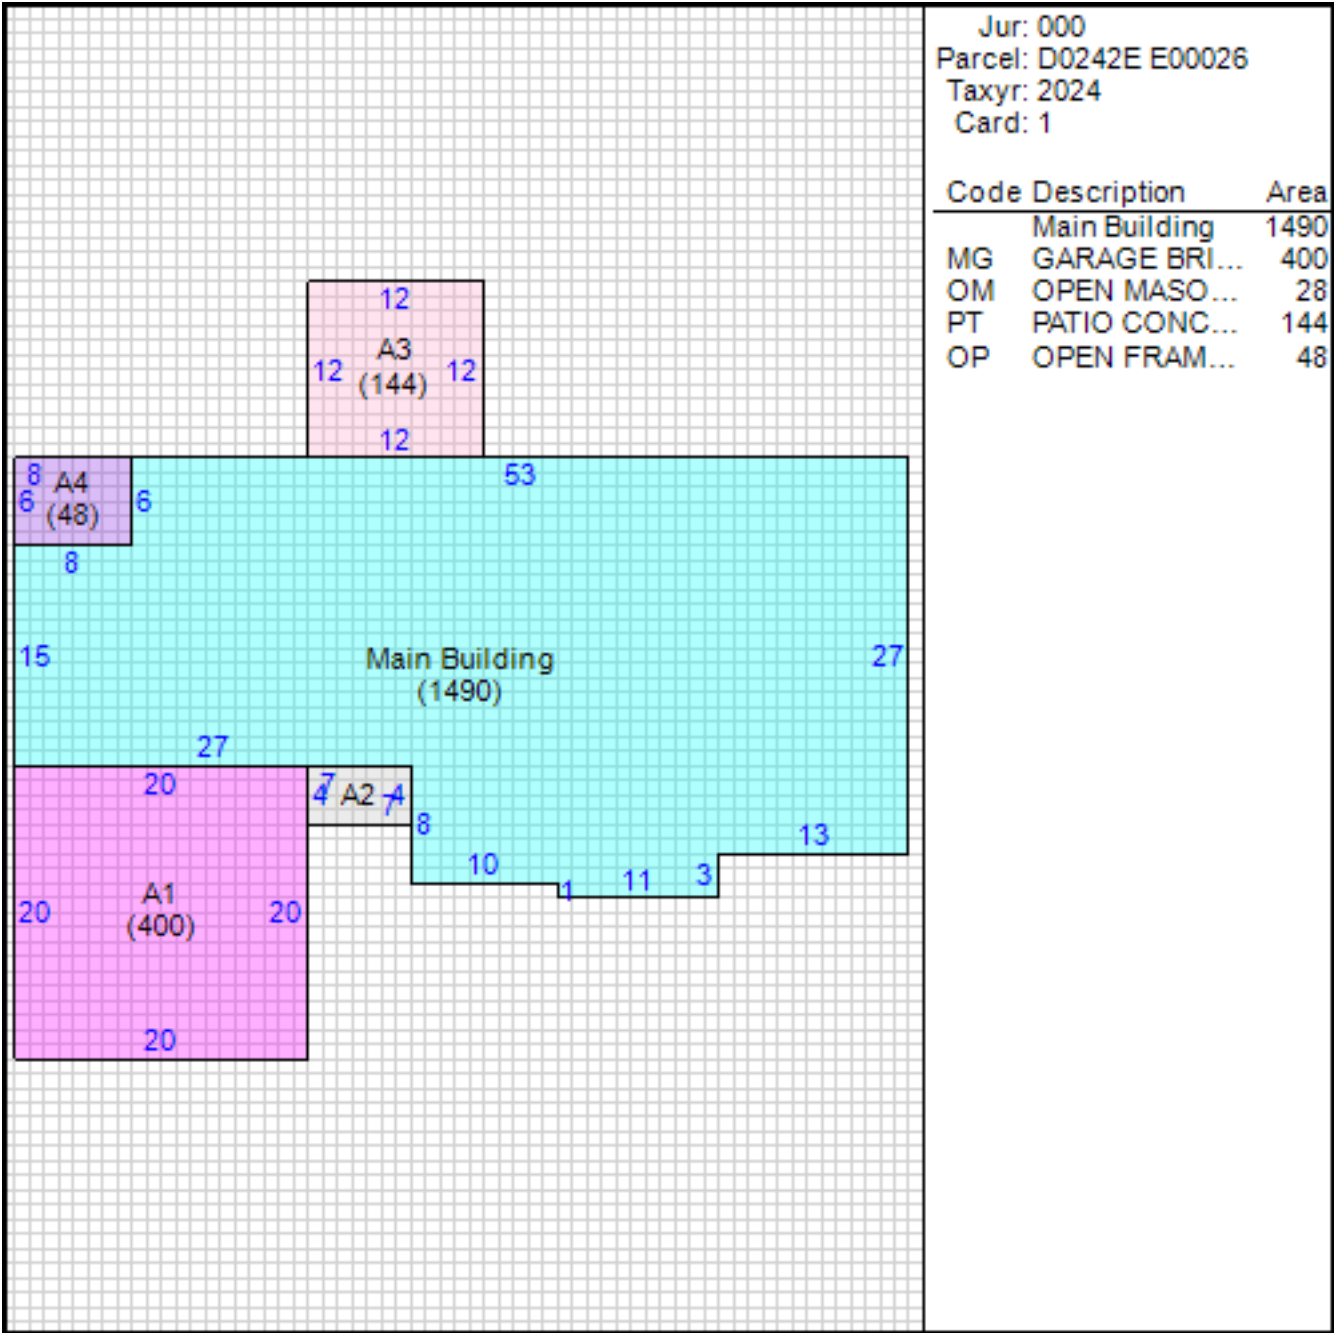 Jur: 000
Parcel: D0242E E00026
Taxyr: 2024
Card: 1
Code Description Area
Main Building 1490
MG GARAGE BRI... 400
OM OPEN MASO... 28
PT PATIO CONC... 144
OP OPEN FRAM... 48
12
A3
12 12
(144)
12
8 A4
53
6 (48) 6
8
15
Main Building
27
(1490)
27
20
7
4 A2 4
7
8
13
10
11 3
1
A1
20 20
(400)
20